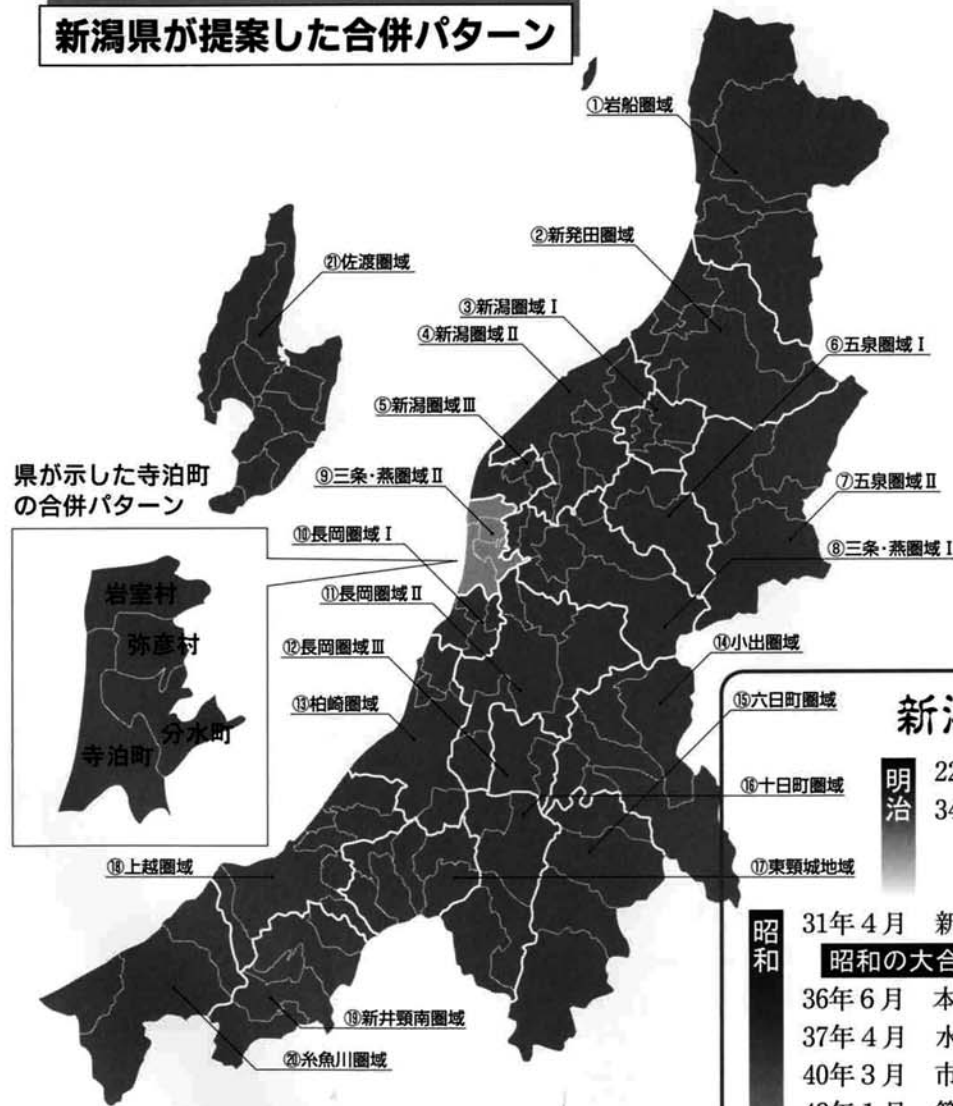 新潟県が提案した合併パターン
①岩船圏域
②新発田圏域
㉑佐渡圏域
③新潟圏域Ⅰ
④新潟圏域Ⅱ
⑥五泉圏域Ⅰ
⑤新潟圏域Ⅲ
県が示した寺泊町
の合併パターン
⑨三条・燕圏域Ⅱ
⑦五泉圏域Ⅱ
⑩長岡圏域Ⅰ
⑧三条・燕圏域Ⅰ
⑪長岡圏域Ⅱ
⑫長岡圏域Ⅲ
⑭小出圏域
⑬柏崎圏域
⑮六日町圏域
岩室村
弥彦村
分水町
寺泊町
⑯十日町圏域
⑱上越圏域
⑰東頸城地域
⑲新井頸南圏域
⑳糸魚川圏域
新
明治
22
34
昭和
31年4月 新
昭和の大合
36年6月 本
37年4月 水
40年3月 市